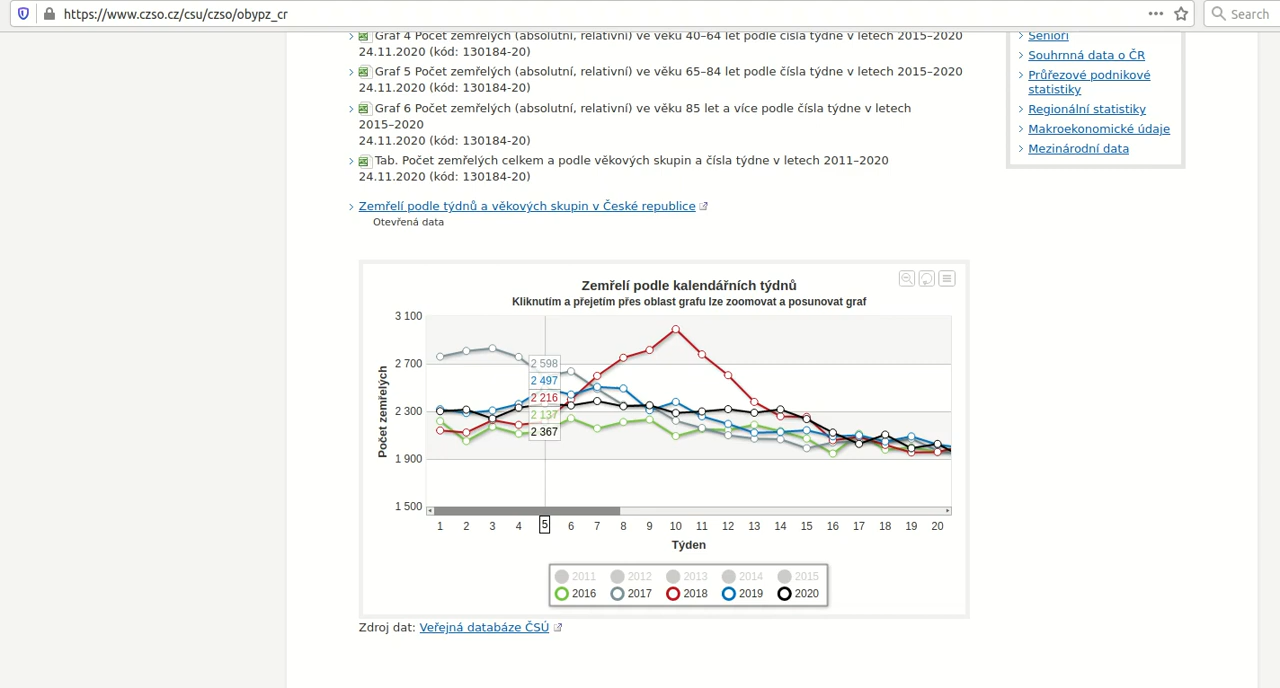 https://www.czso.cz/csu/czso/obypz_cr
Search
Graf 4 Počet zemřelých (absolutní, relativní) ve věku 40–64 let podle čísla týdne v letech 2015–2020
24.11.2020 (kód: 130184-20)
Graf 5 Počet zemřelých (absolutní, relativní) ve věku 65–84 let podle čísla týdne v letech 2015–2020
24.11.2020 (kód: 130184-20)
Graf 6 Počet zemřelých (absolutní, relativní) ve věku 85 let a více podle čísla týdne v letech
2015–2020
24.11.2020 (kód: 130184-20)
Tab. Počet zemřelých celkem a podle věkových skupin a čísla týdne v letech 2011–2020
24.11.2020 (kód: 130184-20)
Zemřelí podle týdnů a věkových skupin v České republice
Otevřená data
Senioři
Souhrnná data o ČR
Průřezové podnikové
statistiky
Regionální statistiky
Makroekonomické údaje
Mezinárodní data
Zemřelí podle kalendářních týdnů
Kliknutím a přejetím přes oblast grafu lze zoomovat a posunovat graf
Počet zemřelých
3 100
2 700
2 300
1 900
1 500
2 598
2 497
2 216
2 137
2 367
1 2 3 4 5 6 7 8 9 10 11 12 13 14 15 16 17 18 19 20
Týden
2011 2012 2013 2014 2015
2016 2017 2018 2019 2020
Zdroj dat: Veřejná databáze ČSÚ